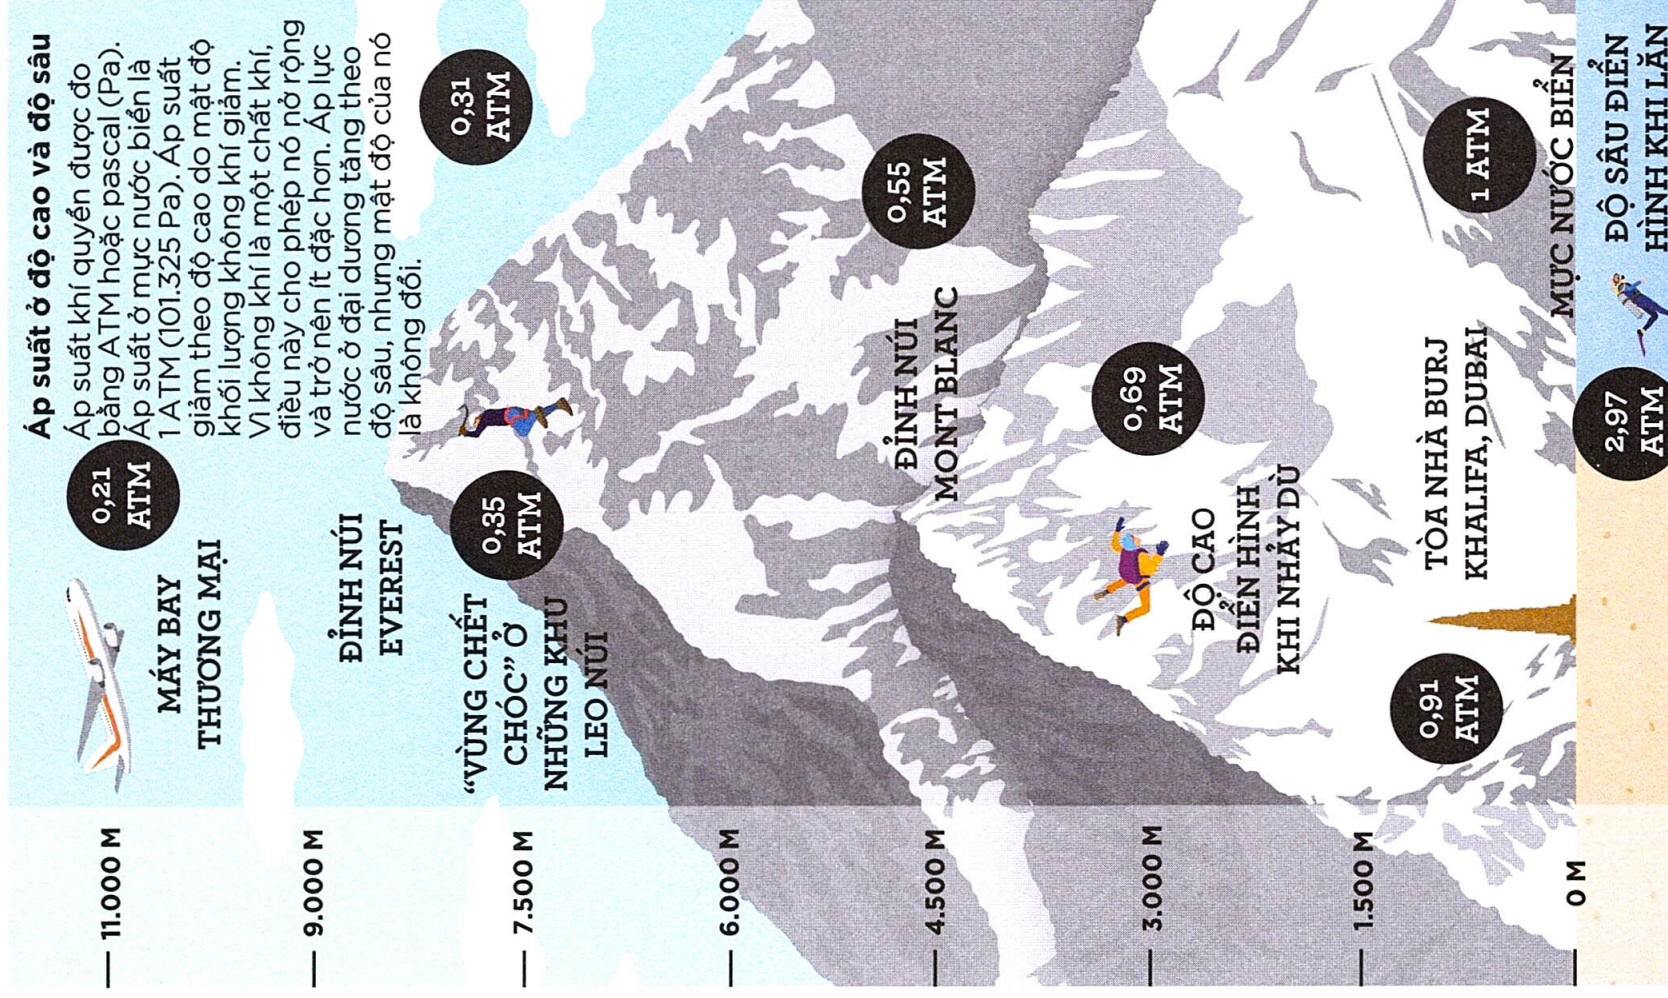 Áp suất ở độ cao và độ sâu
Áp suất khí quyển được đo
bằng ATM hoặc pascal (Pa).
Áp suất ở mực nước biển là
1 ATM (101.325 Pa). Áp suất
giảm theo độ cao do mật độ
khối lượng không khí giảm.
Vì không khí là một chất khí,
điều này cho phép nó nở rộng
và trở nên ít đặc hơn. Áp lực
nước ở đại dương tăng theo
độ sâu, nhưng mật độ của nó
là không đổi.
11.000 M
0,21
ATM
MÁY BAY
THƯƠNG MẠI
9.000 M
ĐỈNH NÚI
EVEREST
0,31
ATM
7.500 M
“VÙNG CHẾT
CHÓC” Ở
NHỮNG KHU
LEO NÚI
0,35
ATM
6.000 M
4.500 M
ĐỈNH NÚI
MONT BLANC
0,55
ATM
3.000 M
ĐỘ CAO
ĐIỂN HÌNH
KHI NHẢY DÙ
0,69
ATM
1.500 M
0,91
ATM
TÒA NHÀ BURJ
KHALIFA, DUBAI
1 ATM
0 M
MỰC NƯỚC BIỂN
2,97
ATM
ĐỘ SÂU ĐIỂN
HÌNH KHI LẶN